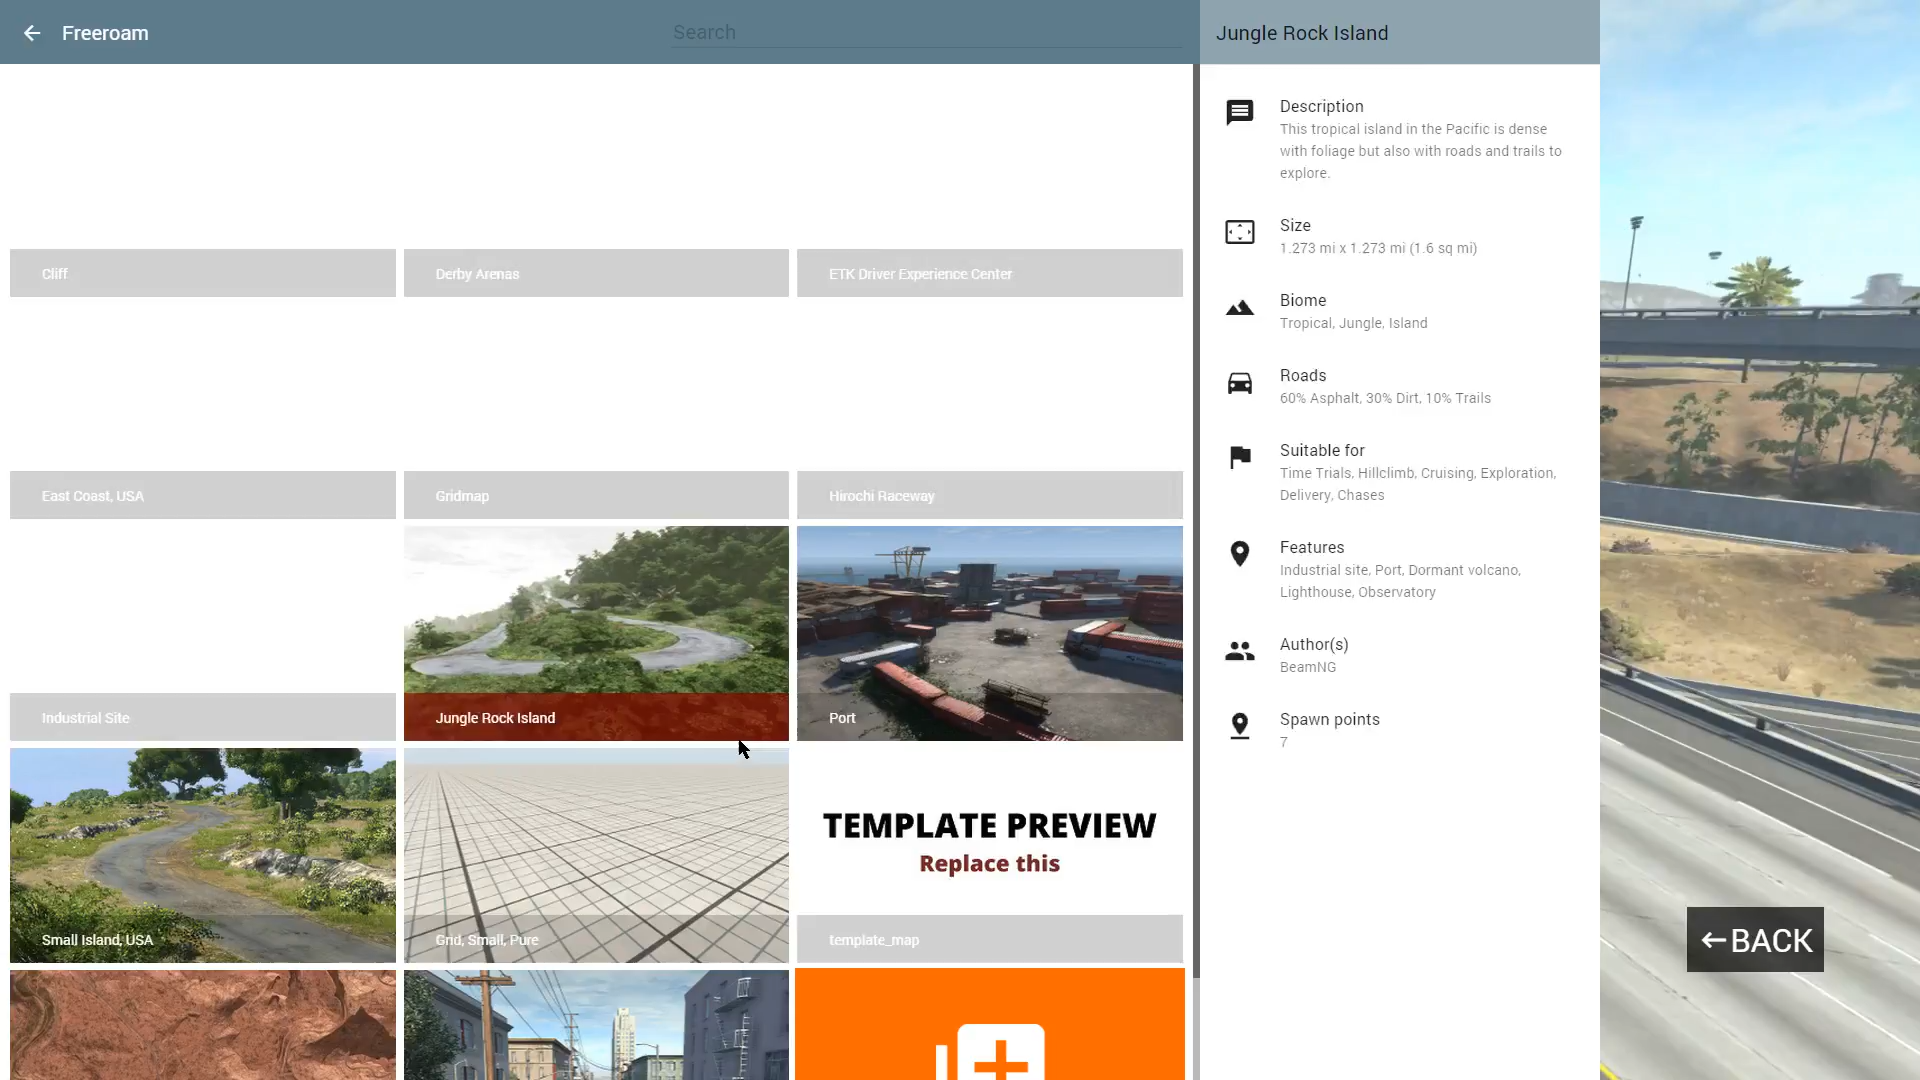 Freeroam
Search
Jungle Rock Island
Cliff
Derby Arenas
ETK Driver Experience Center
East Coast, USA
Gridmap
Hirochi Raceway
Industrial Site
Jungle Rock Island
Port
Small Island, USA
Grid, Small, Pure
TEMPLATE PREVIEW
Replace this
template_map
Description
This tropical island in the Pacific is dense
with foliage but also with roads and trails to
explore.
Size
1.273 mi x 1.273 mi (1.6 sq mi)
Biome
Tropical, Jungle, Island
Roads
60% Asphalt, 30% Dirt, 10% Trails
Suitable for
Time Trials, Hillclimb, Cruising, Exploration,
Delivery, Chases
Features
Industrial site, Port, Dormant volcano,
Lighthouse, Observatory
Author(s)
BeamNG
Spawn points
7
BACK